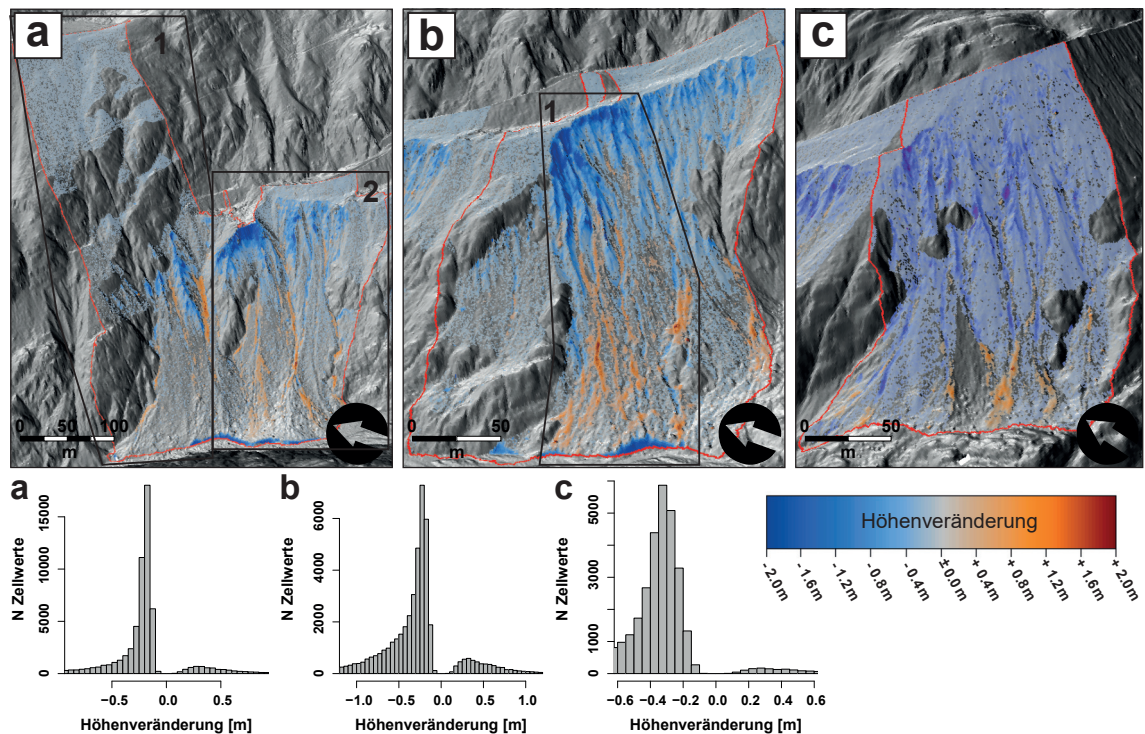 a
1
2
0 50 100
m
b
1
0 50
m
c
0 50
m
a
N Zellwerte
0 5000 10000 15000
−0.5 0.0 0.5
Höhenveränderung [m]
b
N Zellwerte
0 2000 4000 6000
−1.0 −0.5 0.0 0.5 1.0
Höhenveränderung [m]
c
N Zellwerte
0 1000 3000 5000
−0.6 −0.4 −0.2 0.0 0.2 0.4 0.6
Höhenveränderung [m]
Höhenveränderung
-2.0m -1.6m -1.2m -0.8m -0.4m ±0.0m +0.4m +0.8m +1.2m +1.6m +2.0m